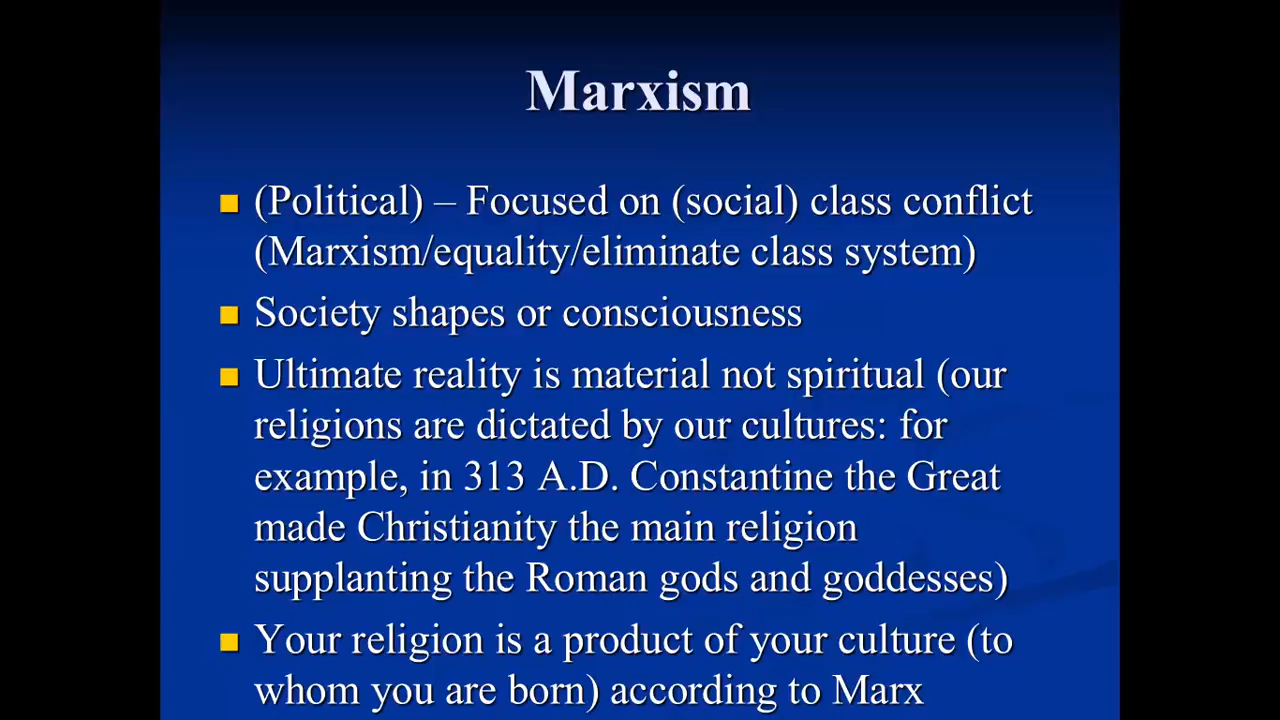 Marxism
(Political) – Focused on (social) class conflict
(Marxism/equality/eliminate class system)
Society shapes or consciousness
Ultimate reality is material not spiritual (our
religions are dictated by our cultures: for
example, in 313 A.D. Constantine the Great
made Christianity the main religion
supplanting the Roman gods and goddesses)
Your religion is a product of your culture (to
whom you are born) according to Marx